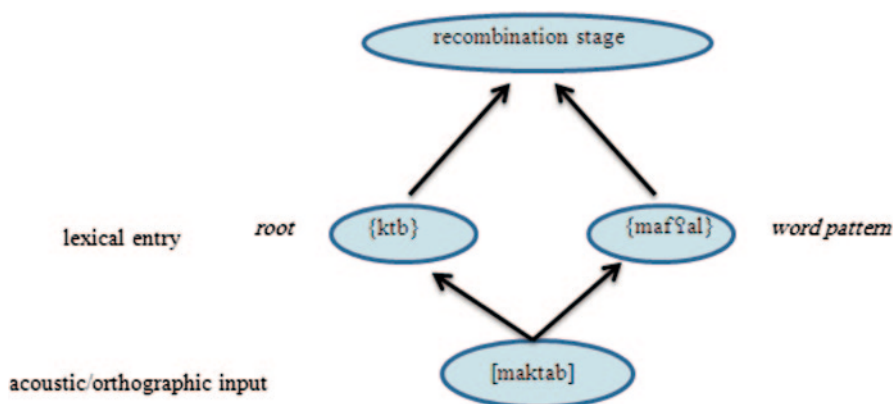 recombination stage
lexical entry root {ktb} {mafʕal} word pattern
acoustic/orthographic input [maktab]